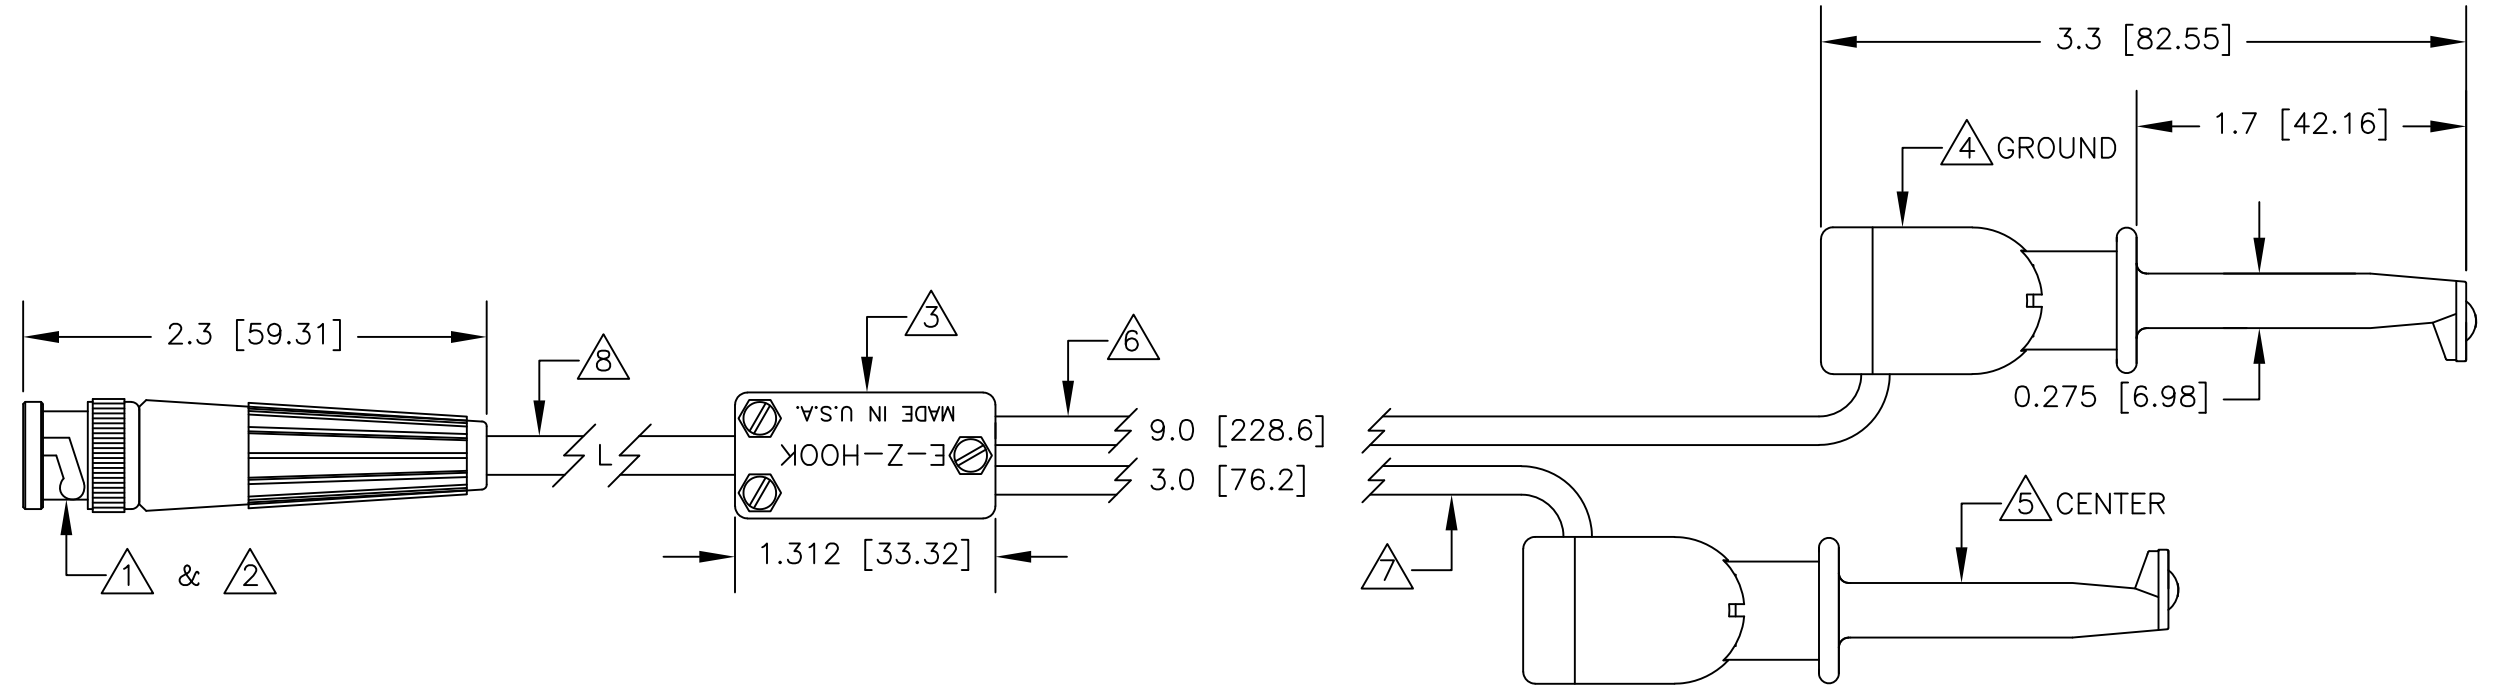 3.3 [82.55]
1.7 [42.16]
4 GROUND
3
6
2.3 [59.31]
8
0.275 [6.98]
MADE IN U.S.A.
9.0 [228.6]
E-Z-HOOK
L
3.0 [76.2]
5 CENTER
1.312 [33.32]
1 & 2
7